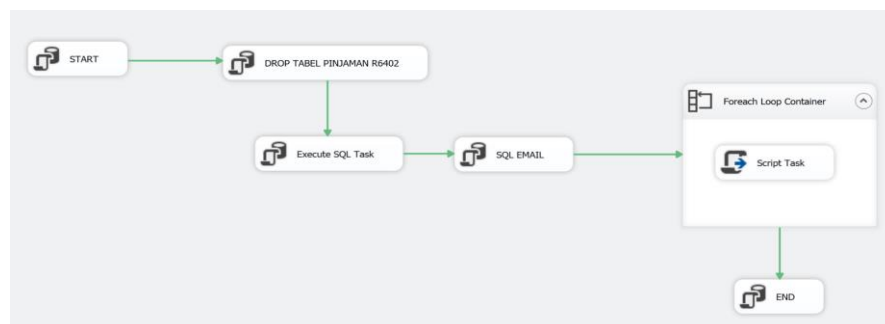 START
DROP TABEL PINJAMAN R6402
Execute SQL Task
SQL EMAIL
Foreach Loop Container
Script Task
END